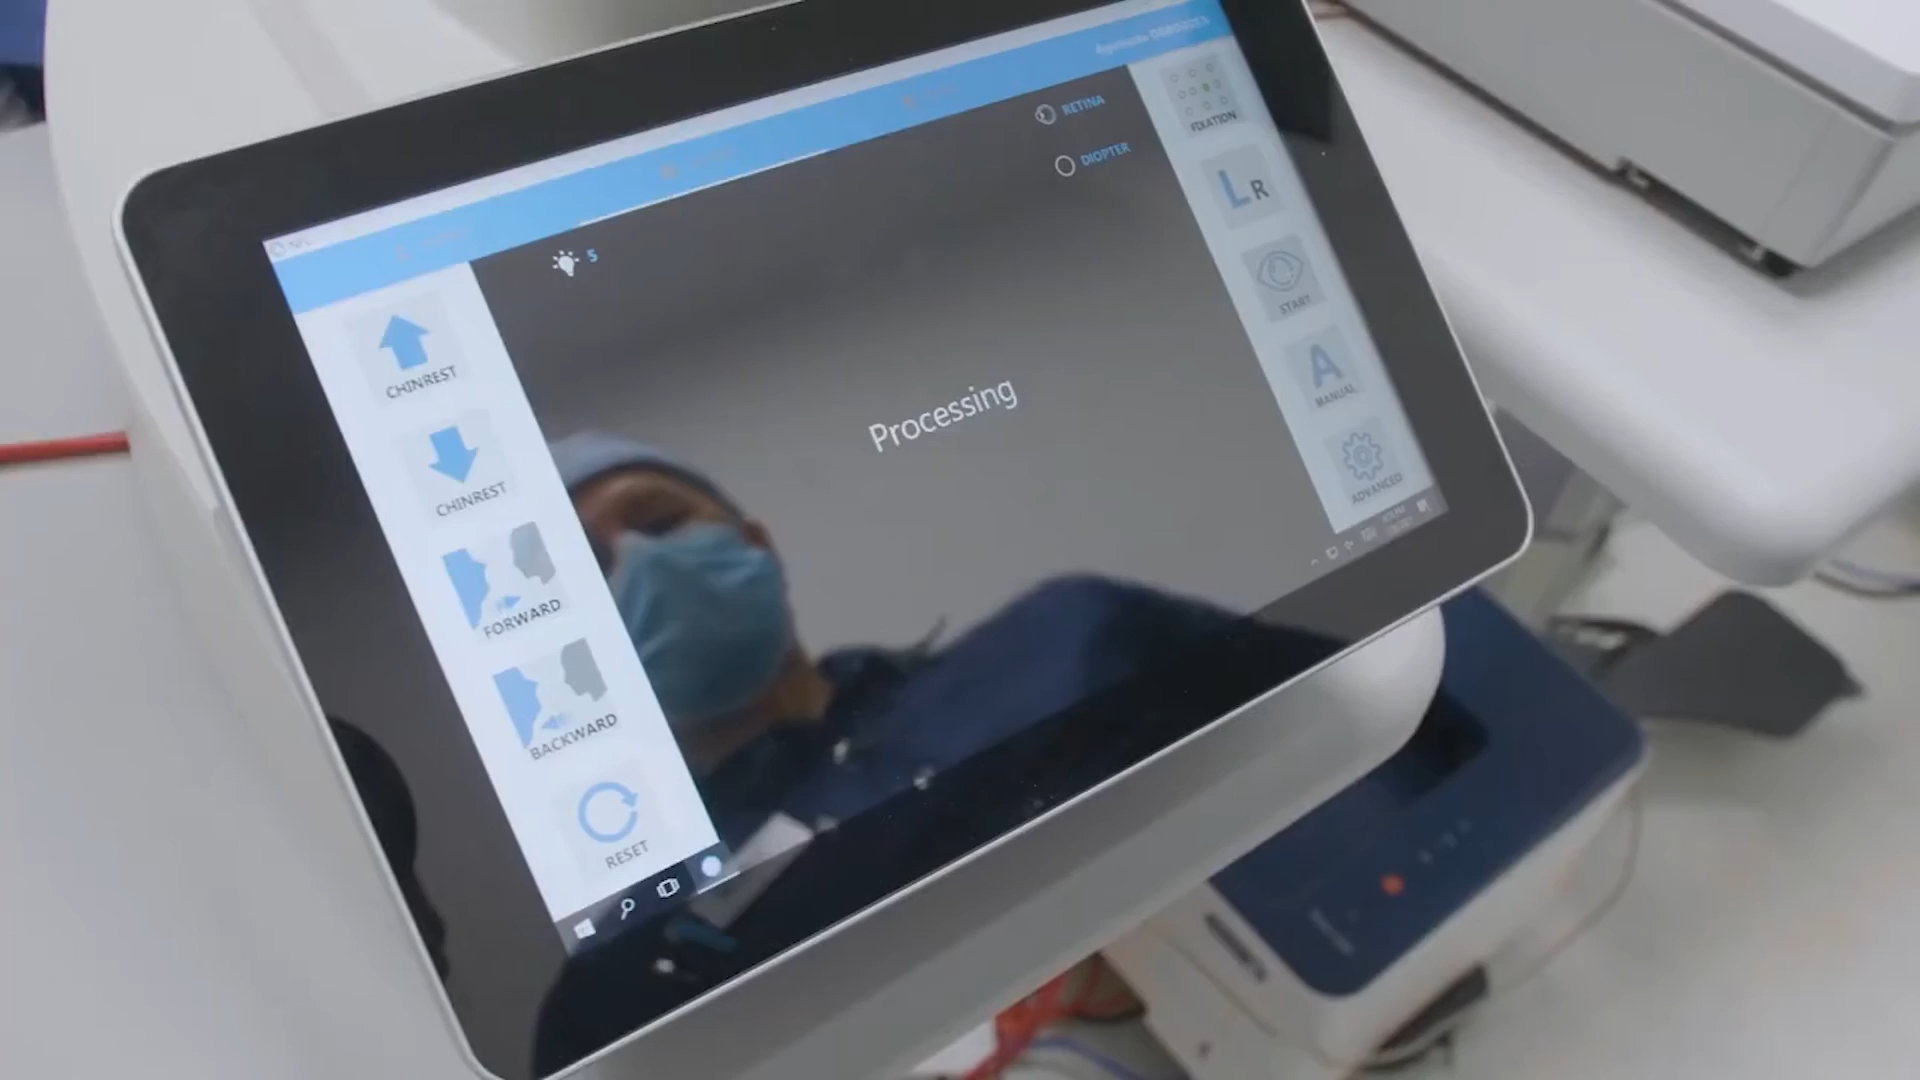 RETINA
DIOPTER
5
Processing
CHINREST
CHINREST
FORWARD
BACKWARD
RESET
FIXATION
L R
START
A
MANUAL
ADVANCED